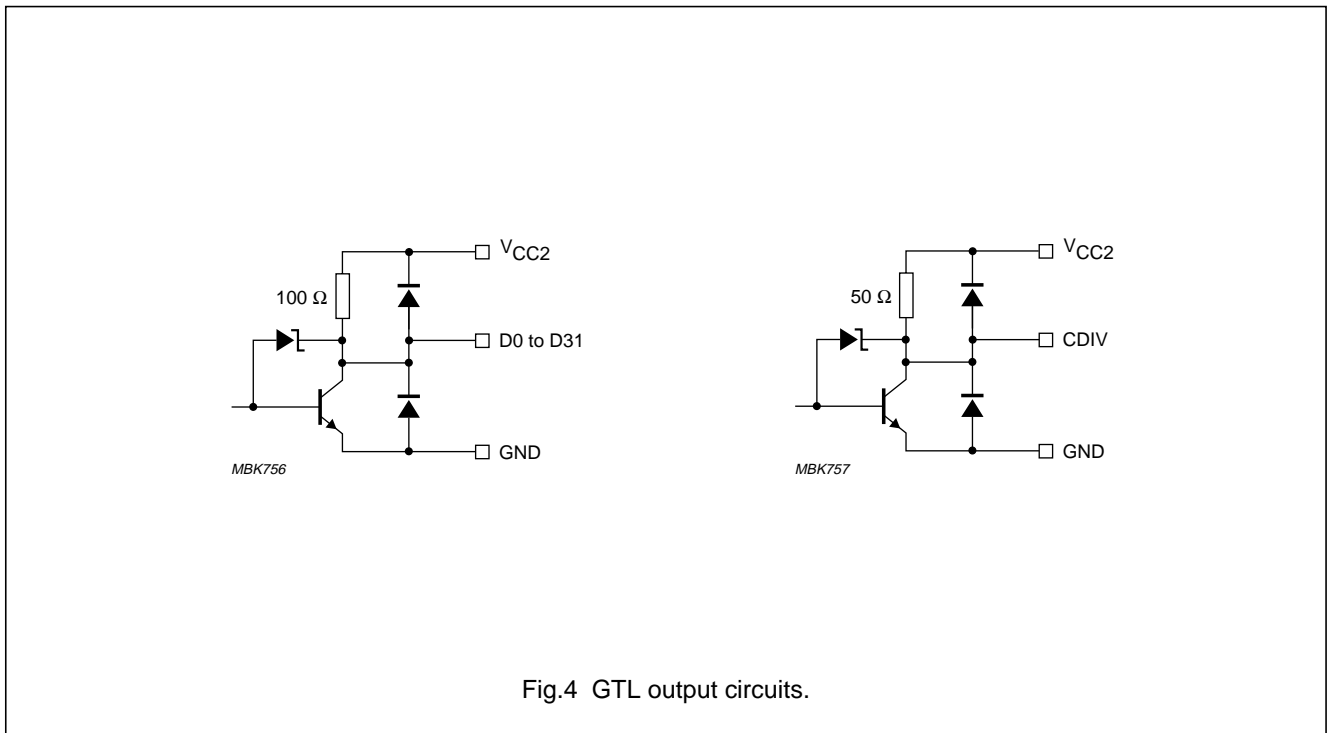 V_CC2
100 Ω
D0 to D31
GND
MBK756
V_CC2
50 Ω
CDIV
GND
MBK757
Fig.4 GTL output circuits.